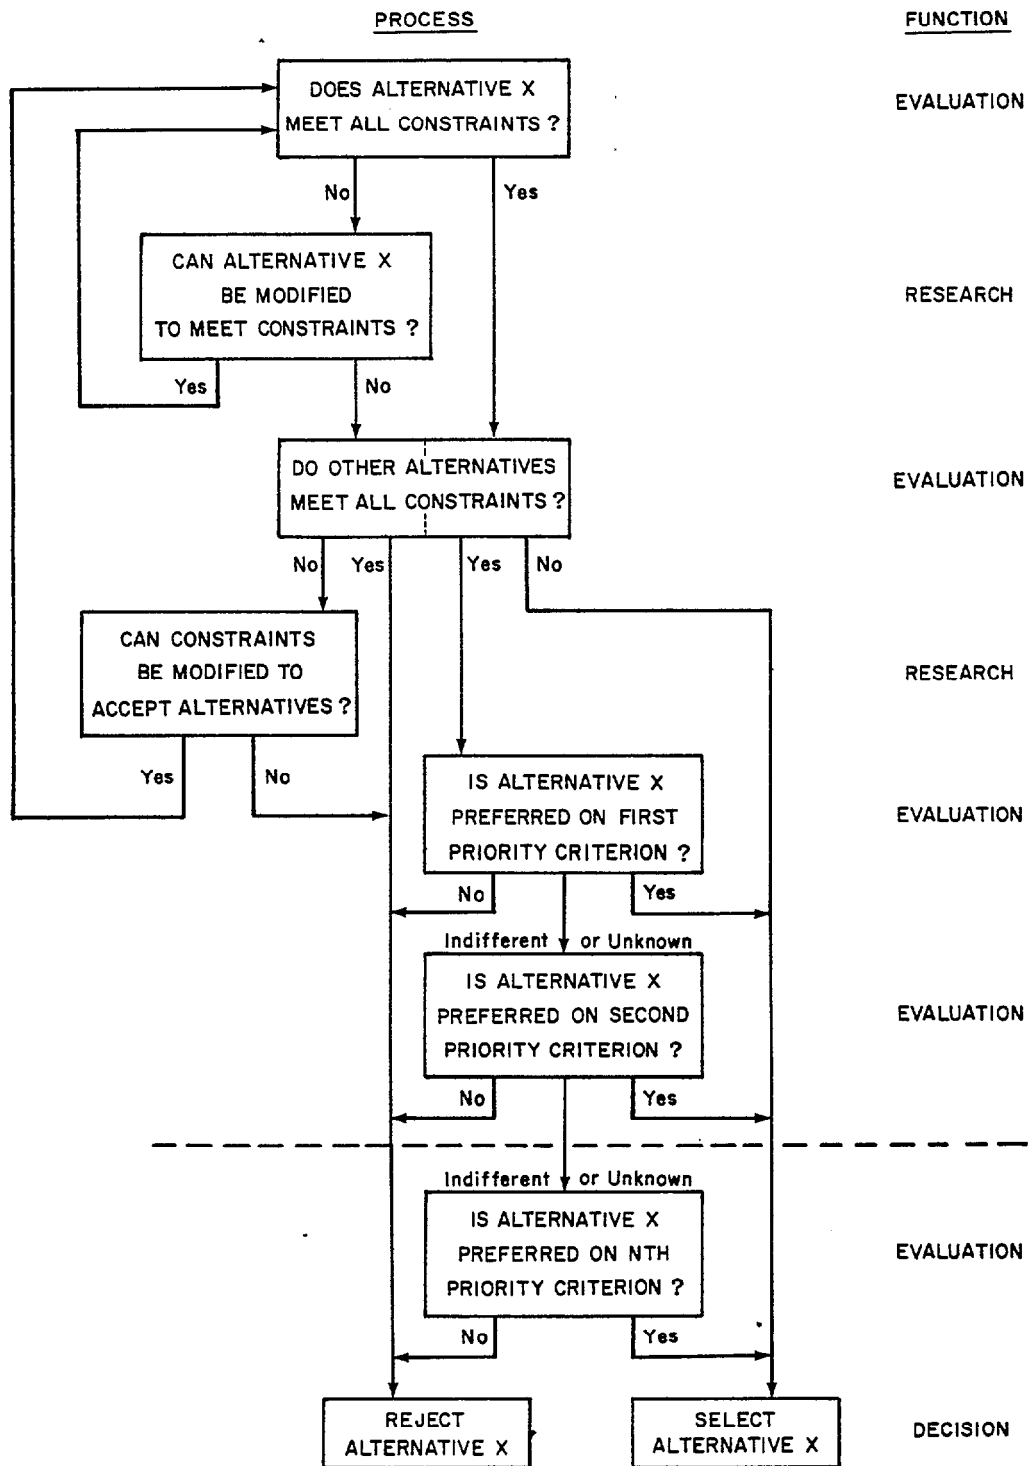 PROCESS
FUNCTION
DOES ALTERNATIVE X
MEET ALL CONSTRAINTS ?
EVALUATION
No
Yes
CAN ALTERNATIVE X
BE MODIFIED
TO MEET CONSTRAINTS ?
RESEARCH
Yes
No
DO OTHER ALTERNATIVES
MEET ALL CONSTRAINTS ?
EVALUATION
No
Yes
Yes
No
CAN CONSTRAINTS
BE MODIFIED TO
ACCEPT ALTERNATIVES ?
RESEARCH
Yes
No
IS ALTERNATIVE X
PREFERRED ON FIRST
PRIORITY CRITERION ?
EVALUATION
No
Yes
Indifferent or Unknown
IS ALTERNATIVE X
PREFERRED ON SECOND
PRIORITY CRITERION ?
EVALUATION
No
Yes
Indifferent or Unknown
IS ALTERNATIVE X
PREFERRED ON NTH
PRIORITY CRITERION ?
EVALUATION
No
Yes
REJECT
ALTERNATIVE X
SELECT
ALTERNATIVE X
DECISION